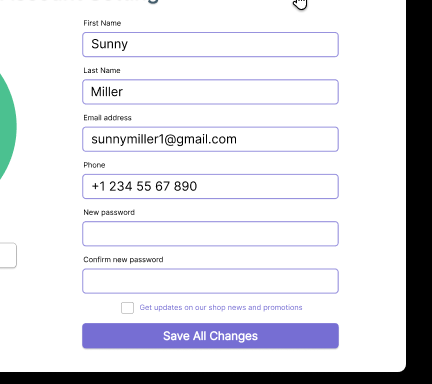 First Name
Sunny
Last Name
Miller
Email address
sunnymiller1@gmail.com
Phone
+1 234 55 67 890
New password
Confirm new password
Get updates on our shop news and promotions
Save All Changes